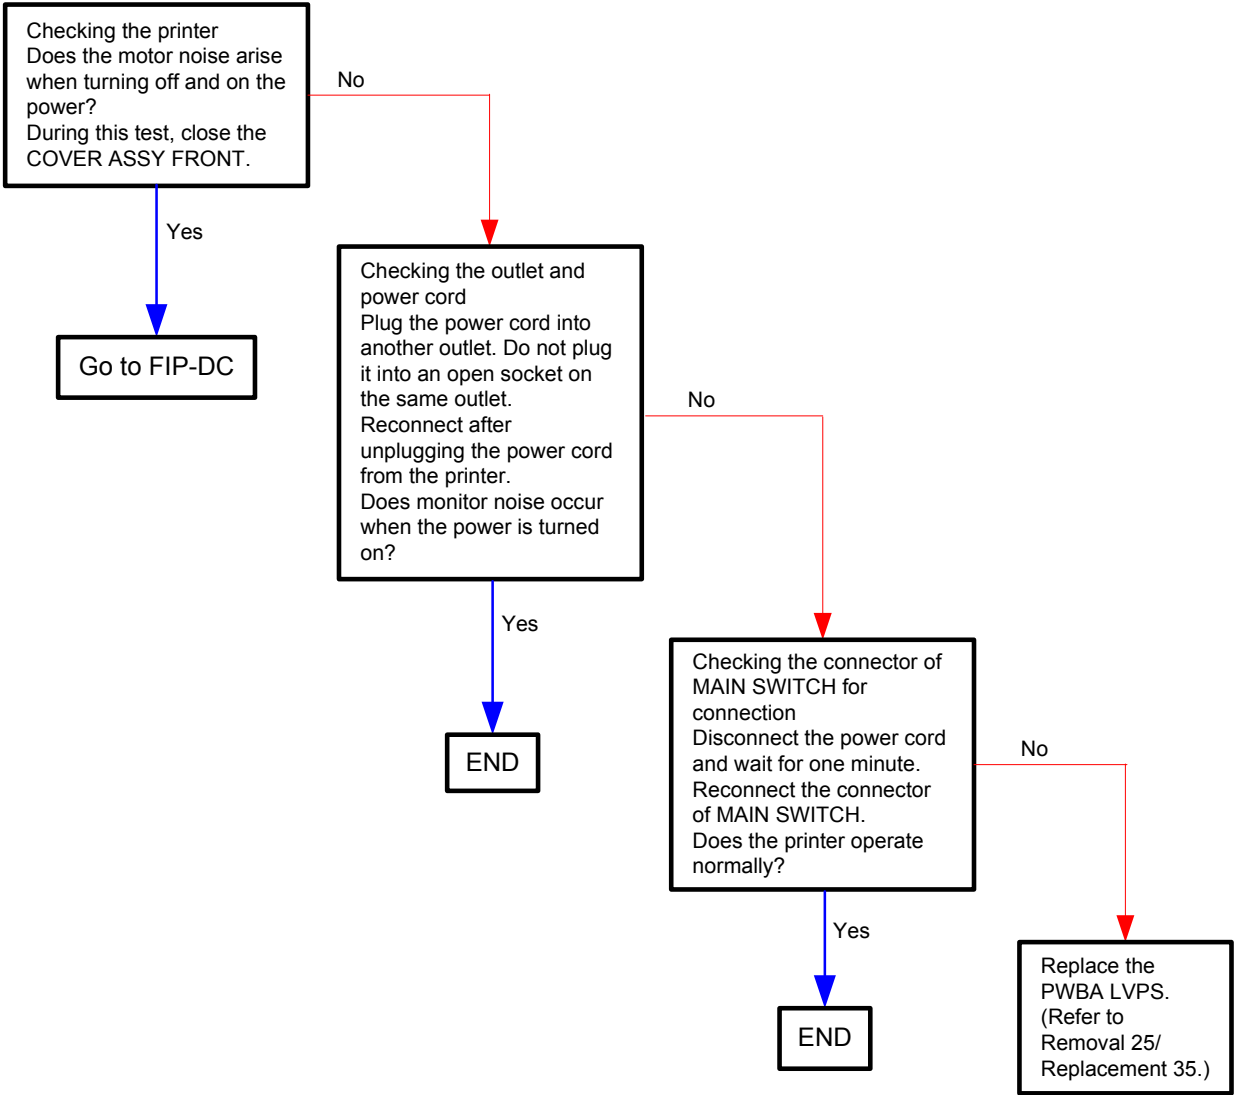 Checking the printer
Does the motor noise arise
when turning off and on the
power?
During this test, close the
COVER ASSY FRONT.
No
Yes
Go to FIP-DC
Checking the outlet and
power cord
Plug the power cord into
another outlet. Do not plug
it into an open socket on
the same outlet.
Reconnect after
unplugging the power cord
from the printer.
Does monitor noise occur
when the power is turned
on?
No
Yes
END
Checking the connector of
MAIN SWITCH for
connection
Disconnect the power cord
and wait for one minute.
Reconnect the connector
of MAIN SWITCH.
Does the printer operate
normally?
No
Yes
END
Replace the
PWBA LVPS.
(Refer to
Removal 25/
Replacement 35.)